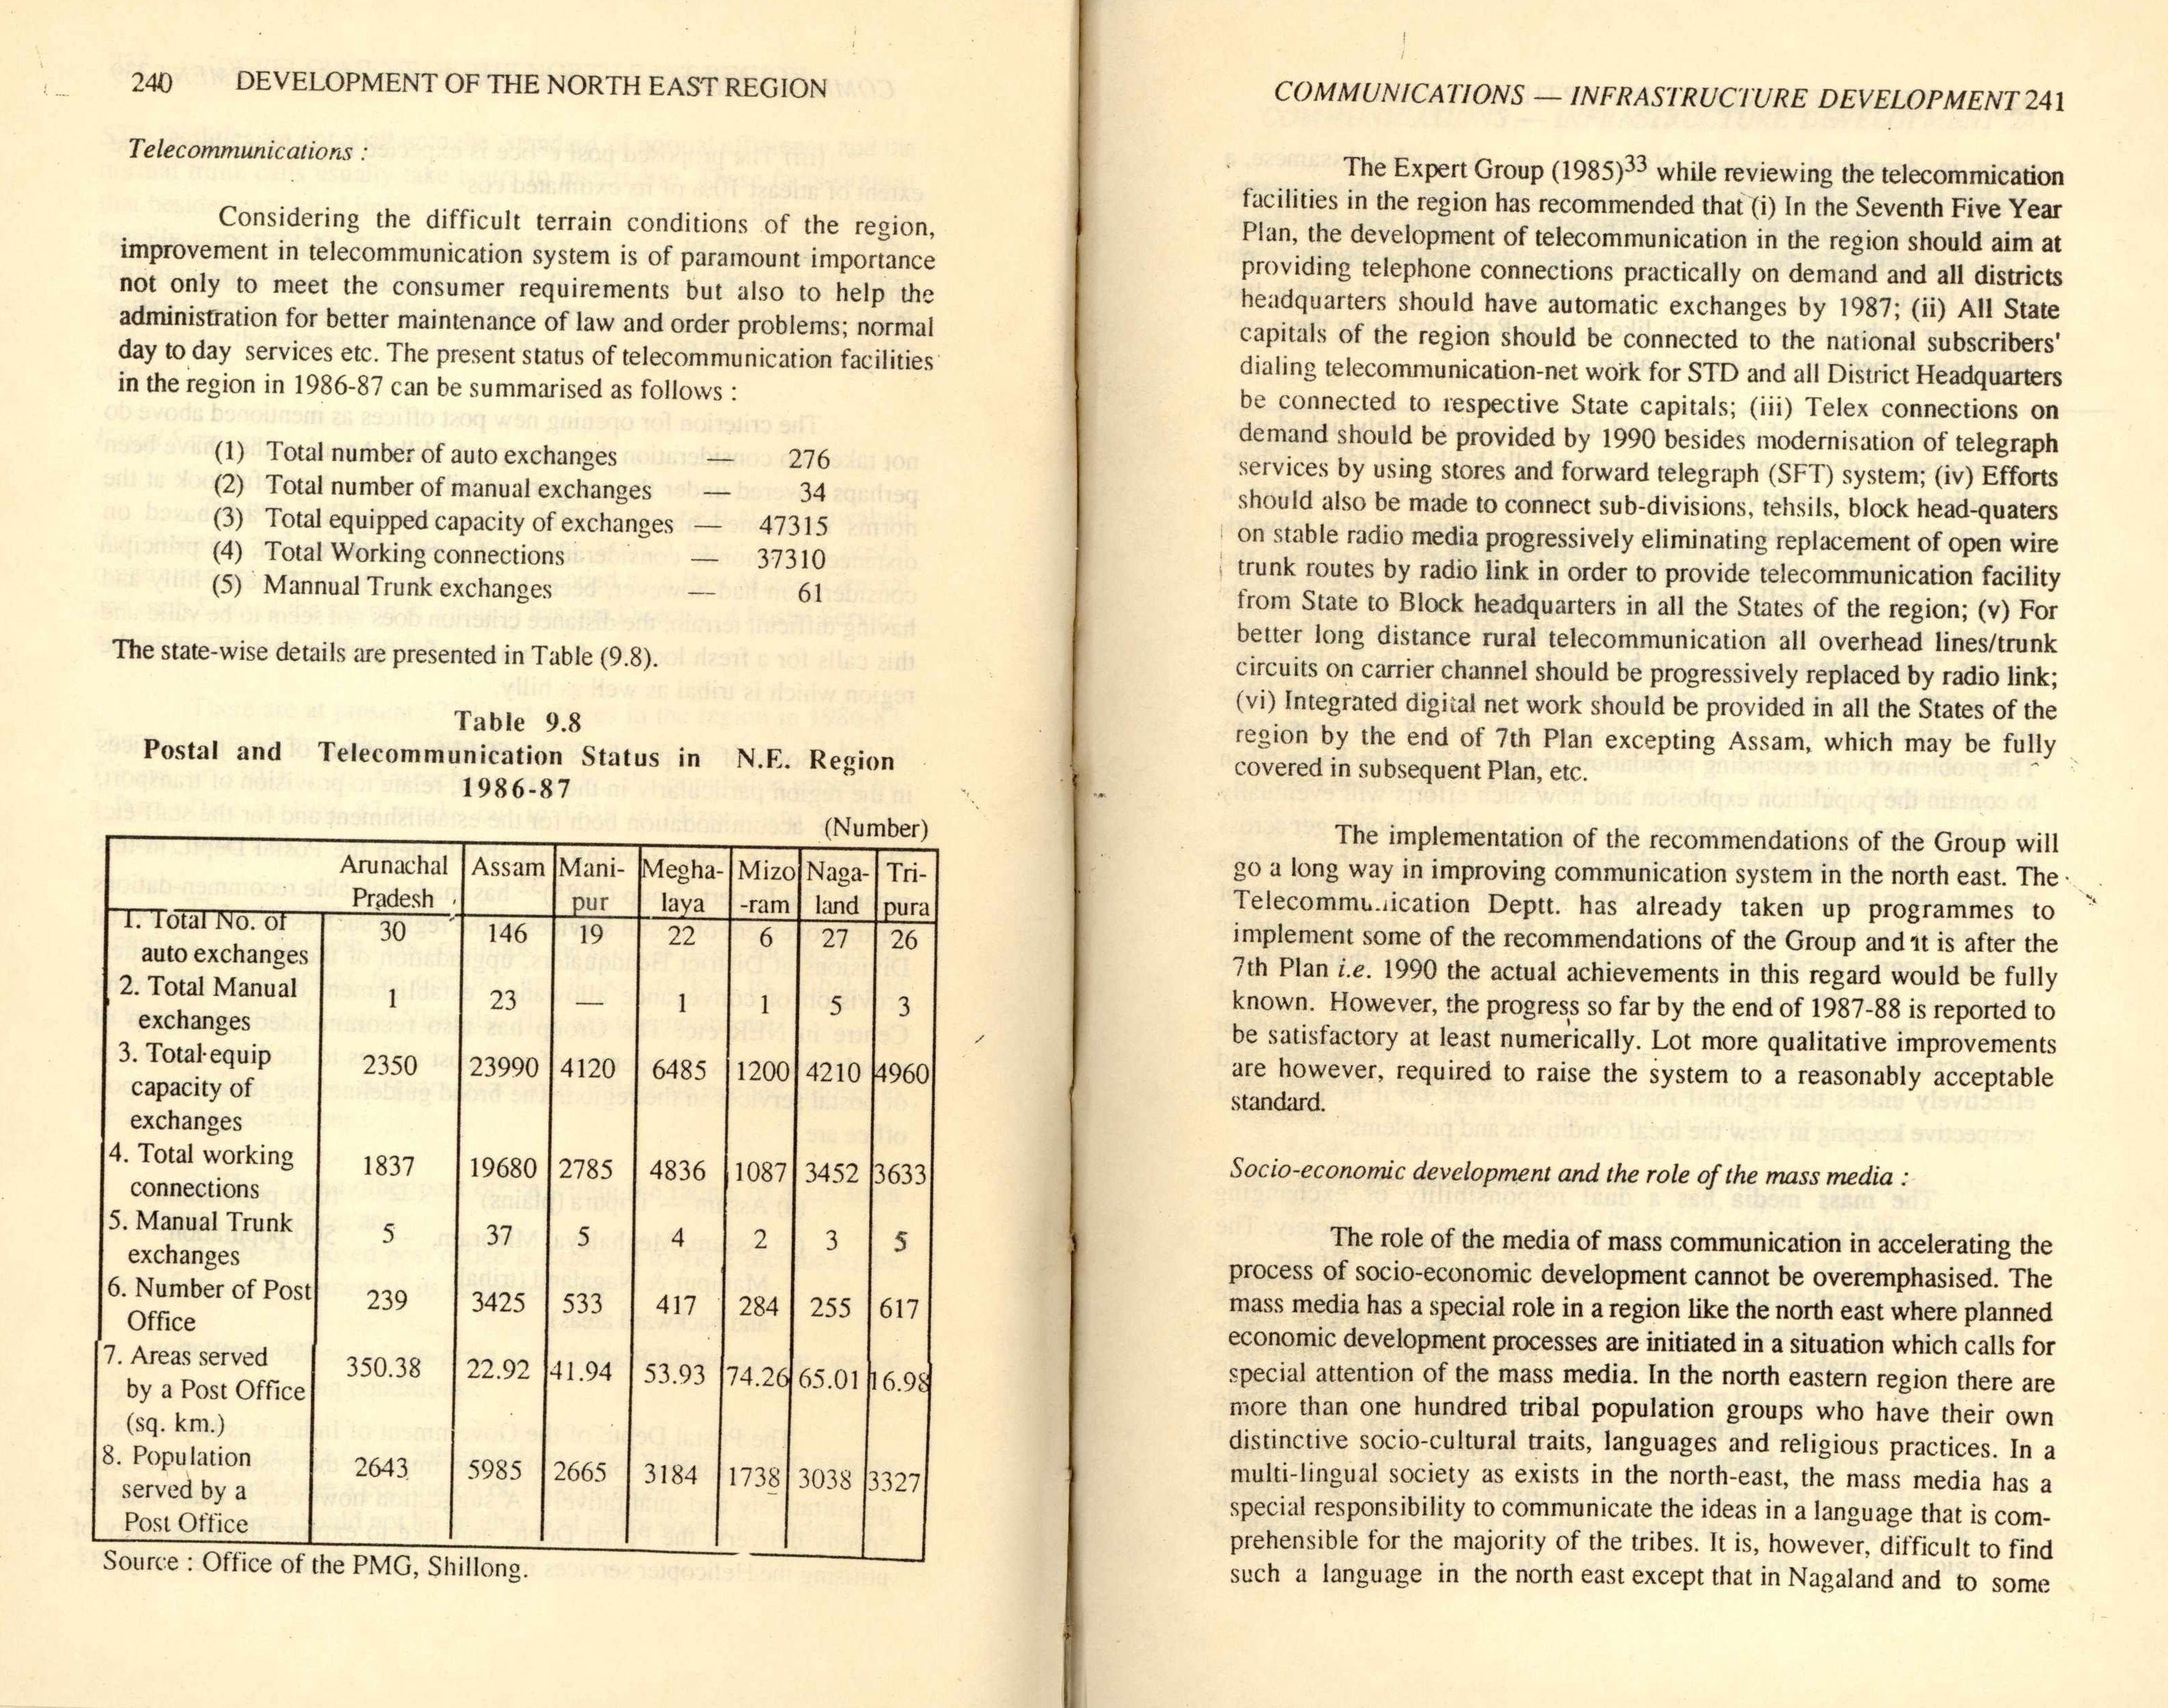 240 DEVELOPMENT OF THE NORTH EAST REGION
Telecommunications :
Considering the difficult terrain conditions of the region,
improvement in telecommunication system is of paramount importance
not only to meet the consumer requirements but also to help the
administration for better maintenance of law and order problems; normal
day to day services etc. The present status of telecommunication facilities
in the region in 1986-87 can be summarised as follows :
(1) Total number of auto exchanges — 276
(2) Total number of manual exchanges — 34
(3) Total equipped capacity of exchanges — 47315
(4) Total Working connections — 37310
(5) Mannual Trunk exchanges — 61
The state-wise details are presented in Table (9.8).
Table 9.8
Postal and Telecommunication Status in N.E. Region
1986-87
(Number)
Arunachal Assam Mani- Megha- Mizo Naga- Tri-
Pradesh pur laya -ram land pura
1. Total No. of 30 146 19 22 6 27 26
auto exchanges
2. Total Manual 1 23 — 1 1 5 3
exchanges
3. Total equip 2350 23990 4120 6485 1200 4210 4960
capacity of
exchanges
4. Total working 1837 19680 2785 4836 1087 3452 3633
connections
5. Manual Trunk 5 37 5 4 2 3 5
exchanges
6. Number of Post 239 3425 533 417 284 255 617
Office
7. Areas served 350.38 22.92 41.94 53.93 74.26 65.01 16.98
by a Post Office
(sq. km.)
8. Population 2643 5985 2665 3184 1738 3038 3327
served by a
Post Office
Source : Office of the PMG, Shillong.
COMMUNICATIONS — INFRASTRUCTURE DEVELOPMENT 241
The Expert Group (1985)33 while reviewing the telecommication
facilities in the region has recommended that (i) In the Seventh Five Year
Plan, the development of telecommunication in the region should aim at
providing telephone connections practically on demand and all districts
headquarters should have automatic exchanges by 1987; (ii) All State
capitals of the region should be connected to the national subscribers'
dialing telecommunication-net work for STD and all District Headquarters
be connected to respective State capitals; (iii) Telex connections on
demand should be provided by 1990 besides modernisation of telegraph
services by using stores and forward telegraph (SFT) system; (iv) Efforts
should also be made to connect sub-divisions, tehsils, block head-quaters
on stable radio media progressively eliminating replacement of open wire
trunk routes by radio link in order to provide telecommunication facility
from State to Block headquarters in all the States of the region; (v) For
better long distance rural telecommunication all overhead lines/trunk
circuits on carrier channel should be progressively replaced by radio link;
(vi) Integrated digital net work should be provided in all the States of the
region by the end of 7th Plan excepting Assam, which may be fully
covered in subsequent Plan, etc.
The implementation of the recommendations of the Group will
go a long way in improving communication system in the north east. The
Telecommunication Deptt. has already taken up programmes to
implement some of the recommendations of the Group and it is after the
7th Plan i.e. 1990 the actual achievements in this regard would be fully
known. However, the progress so far by the end of 1987-88 is reported to
be satisfactory at least numerically. Lot more qualitative improvements
are however, required to raise the system to a reasonably acceptable
standard.
Socio-economic development and the role of the mass media :
The role of the media of mass communication in accelerating the
process of socio-economic development cannot be overemphasised. The
mass media has a special role in a region like the north east where planned
economic development processes are initiated in a situation which calls for
special attention of the mass media. In the north eastern region there are
more than one hundred tribal population groups who have their own
distinctive socio-cultural traits, languages and religious practices. In a
multi-lingual society as exists in the north-east, the mass media has a
special responsibility to communicate the ideas in a language that is com-
prehensible for the majority of the tribes. It is, however, difficult to find
such a language in the north east except that in Nagaland and to some